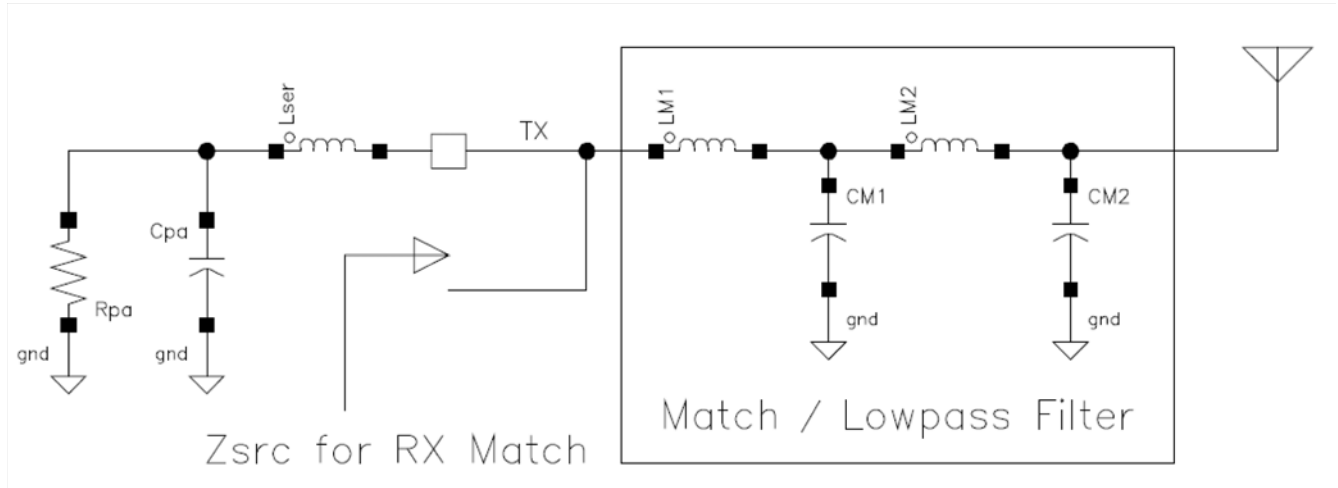 Lser
TX
LM1
LM2
Cpa
CM1
CM2
Rpa
gnd
gnd
gnd
gnd
Zsrc for RX Match
Match / Lowpass Filter